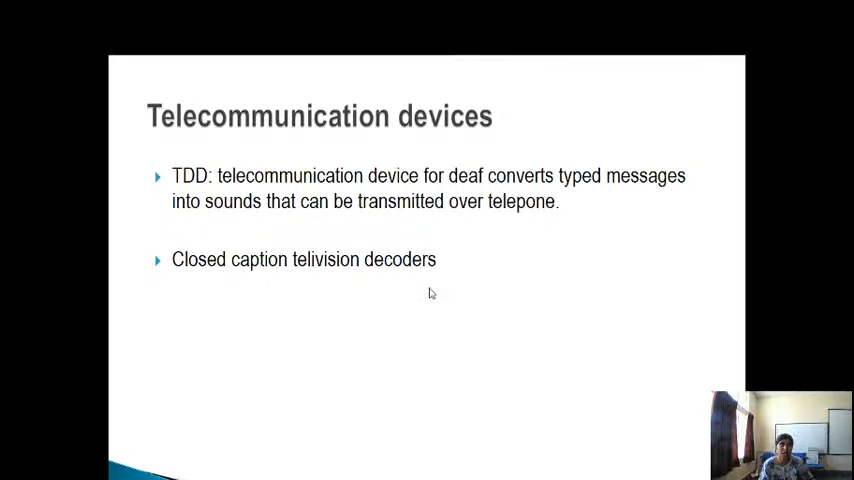 Telecommunication devices
TDD: telecommunication device for deaf converts typed messages
into sounds that can be transmitted over telepone.
Closed caption telivision decoders